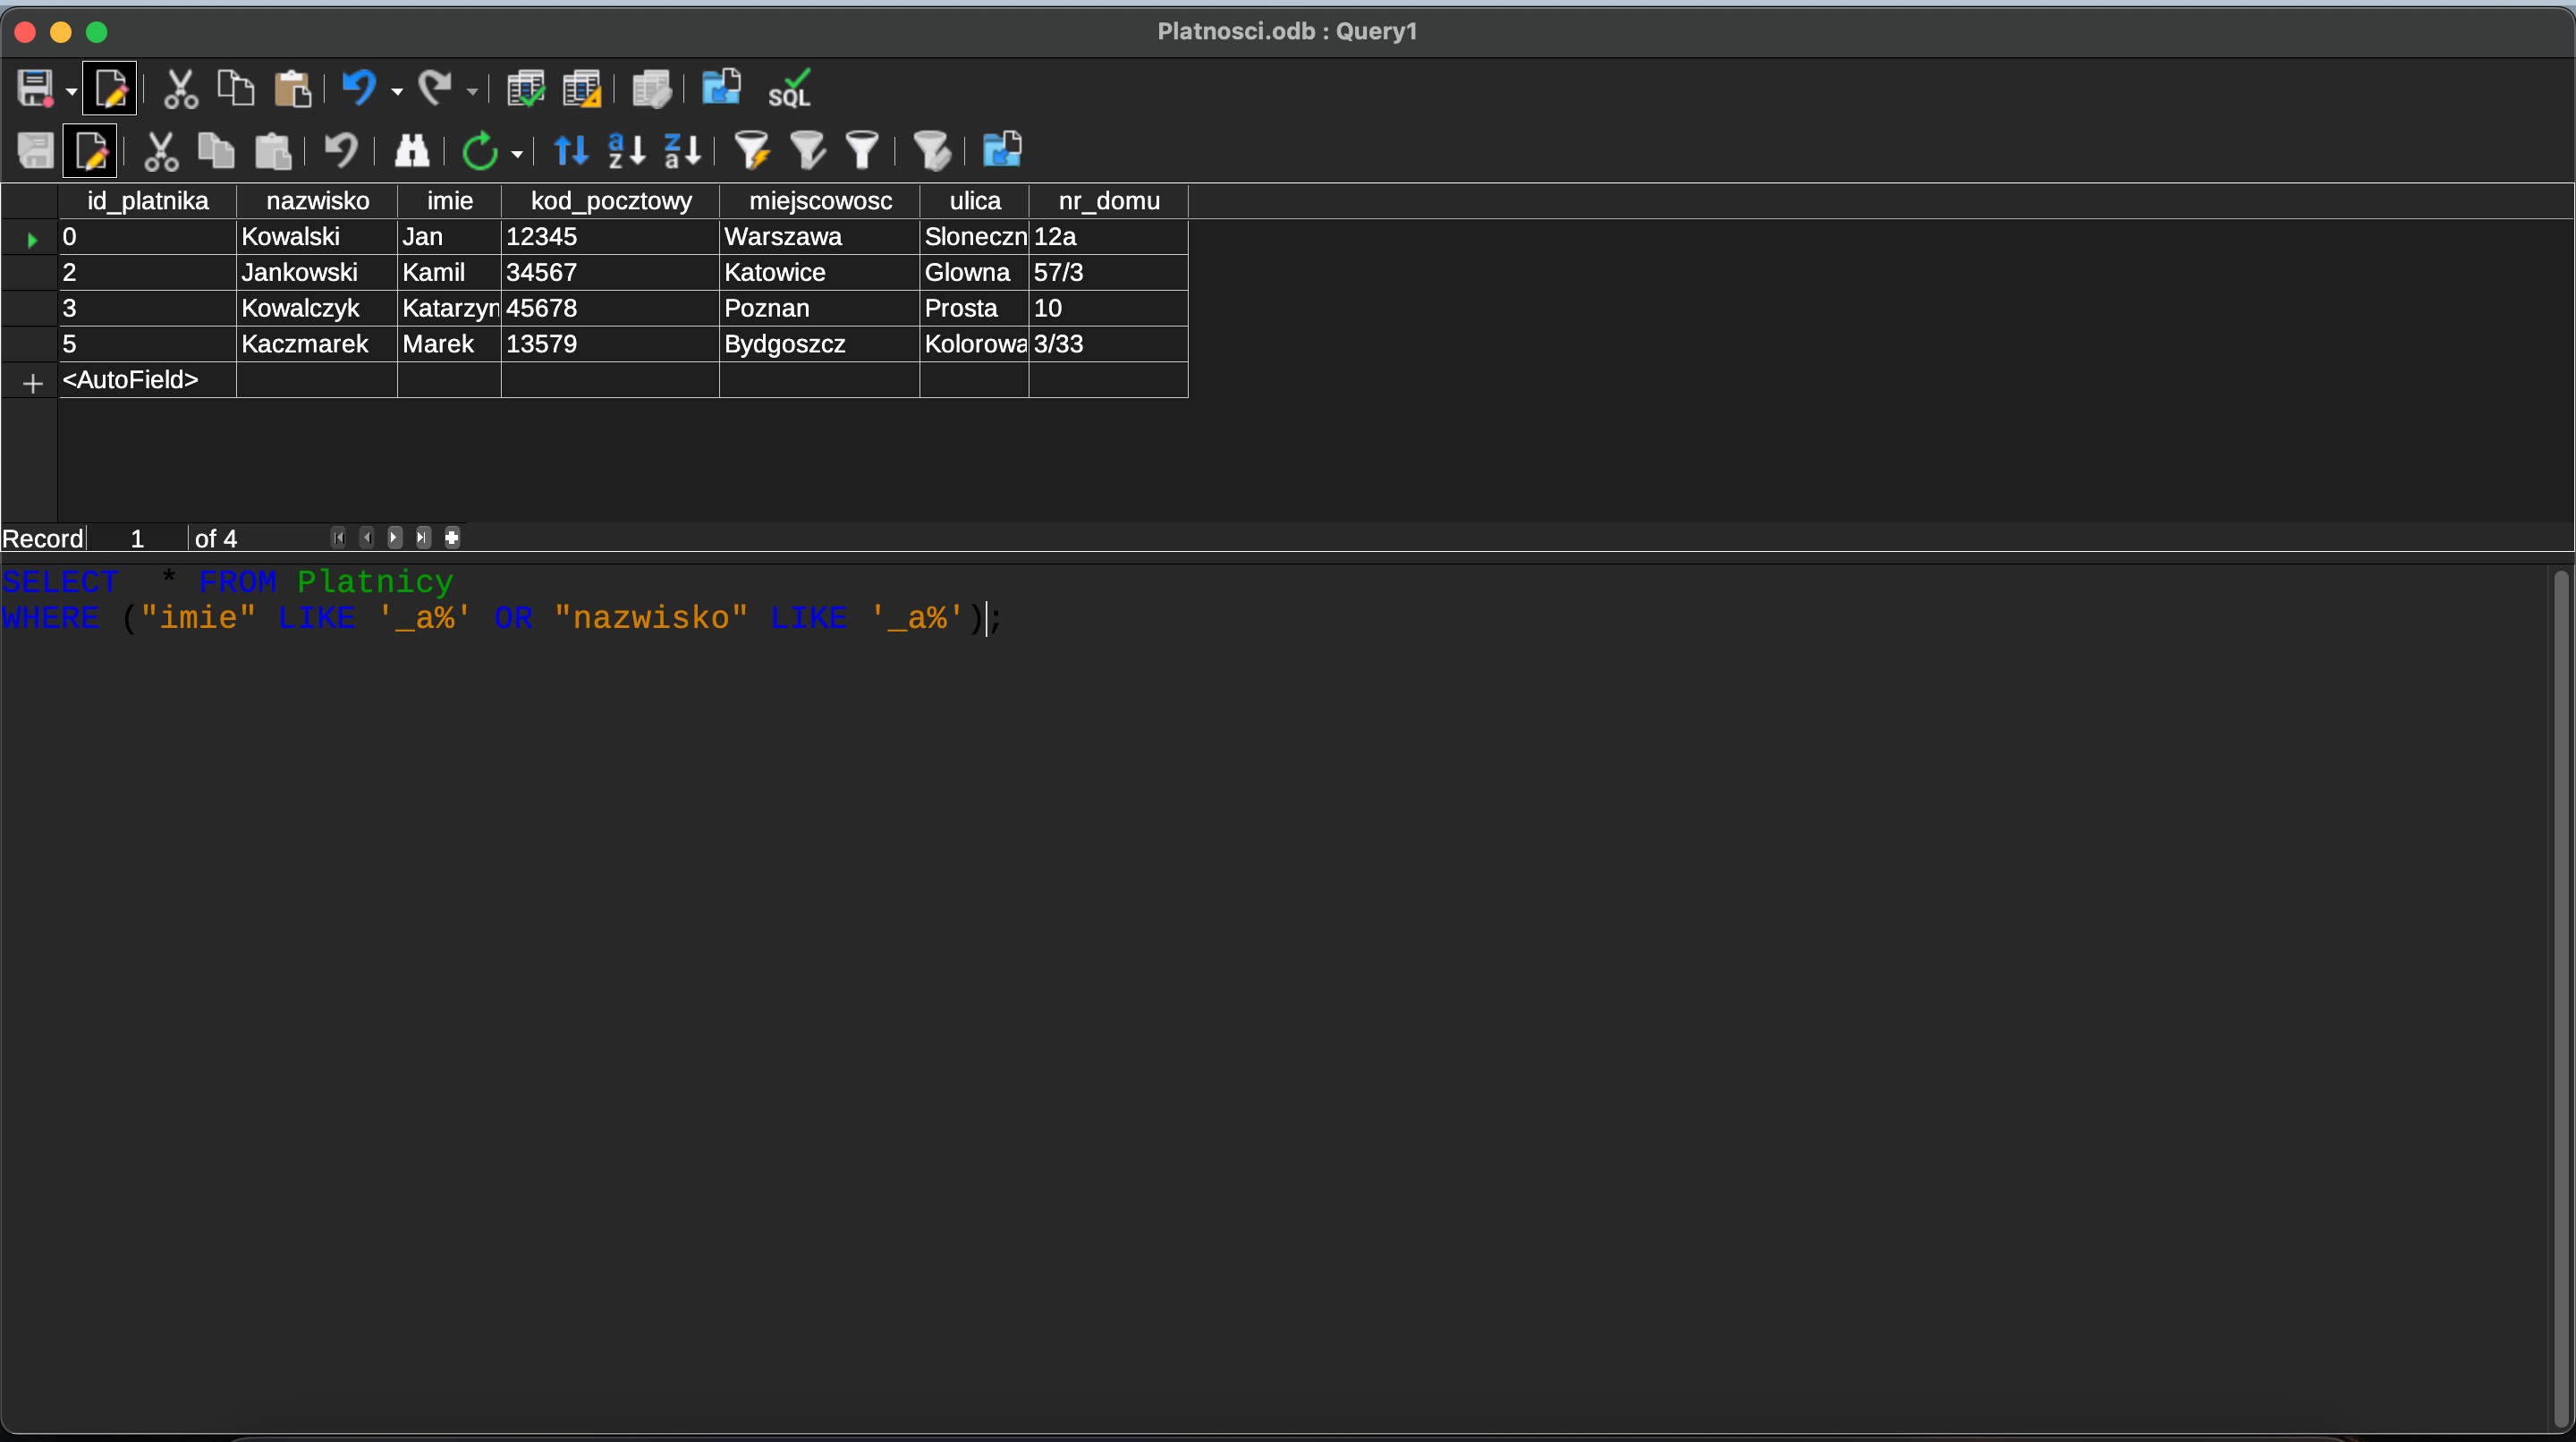 Platnosci.odb : Query1
SQL
a z
z a
id_platnika nazwisko imie kod_pocztowy miejscowosc ulica nr_domu
0 Kowalski Jan 12345 Warszawa Sloneczn 12a
2 Jankowski Kamil 34567 Katowice Glowna 57/3
3 Kowalczyk Katarzyn 45678 Poznan Prosta 10
5 Kaczmarek Marek 13579 Bydgoszcz Kolorowa 3/33
<AutoField>
Record 1 of 4
SELECT  * FROM Platnicy
WHERE ("imie" LIKE '_a%' OR "nazwisko" LIKE '_a%');